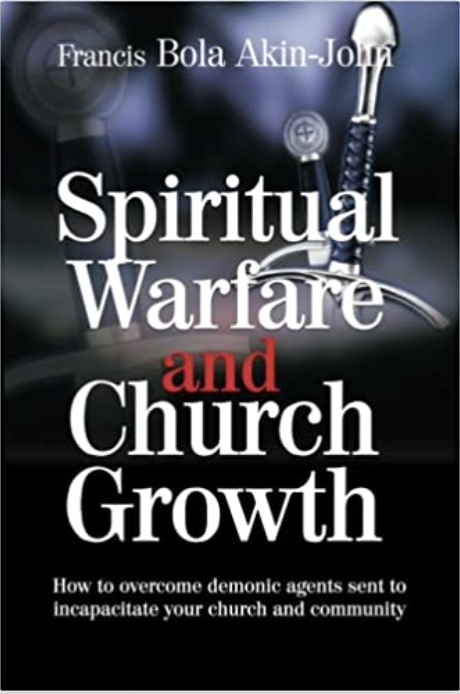 Francis Bola Akin-John
Spiritual
Warfare
and
Church
Growth
How to overcome demonic agents sent to
incapacitate your church and community